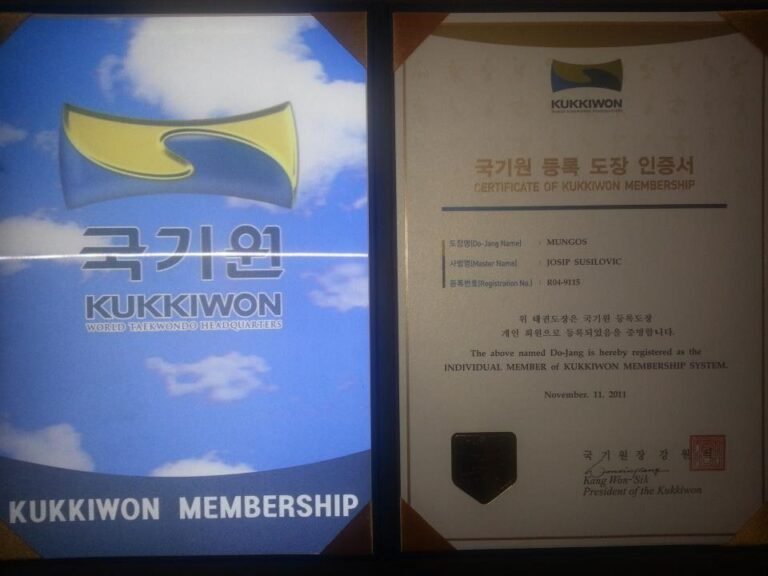 국기원
KUKKIWON
WORLD TAEKWONDO HEADQUARTERS
KUKKIWON MEMBERSHIP
KUKKIWON
WORLD TAEKWONDO HEADQUARTERS
국기원 등록 도장 인증서
CERTIFICATE OF KUKKIWON MEMBERSHIP
도장명(Do-Jang Name) : MUNGOS
사범명(Master Name) : JOSIP SUSILOVIC
등록번호(Registration No.) : R04-9115
위 태권도장은 국기원 등록도장
개인 회원으로 등록되었음을 증명합니다.
The above named Do-Jang is hereby registered as the
INDIVIDUAL MEMBER of KUKKIWON MEMBERSHIP SYSTEM.
November. 11. 2011
국기원장 강원식
Kang Won-Sik
President of the Kukkiwon